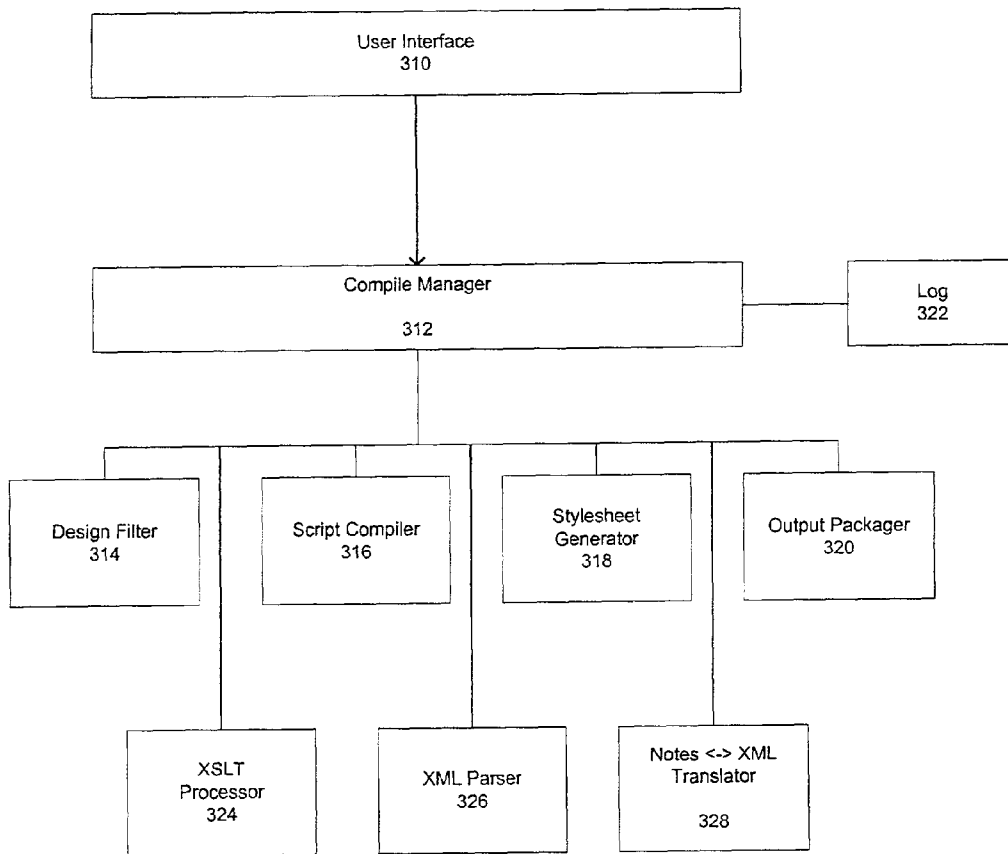 User Interface
310
Compile Manager
312
Log
322
Design Filter
314
Script Compiler
316
Stylesheet
Generator
318
Output Packager
320
XSLT
Processor
324
XML Parser
326
Notes <-> XML
Translator
328